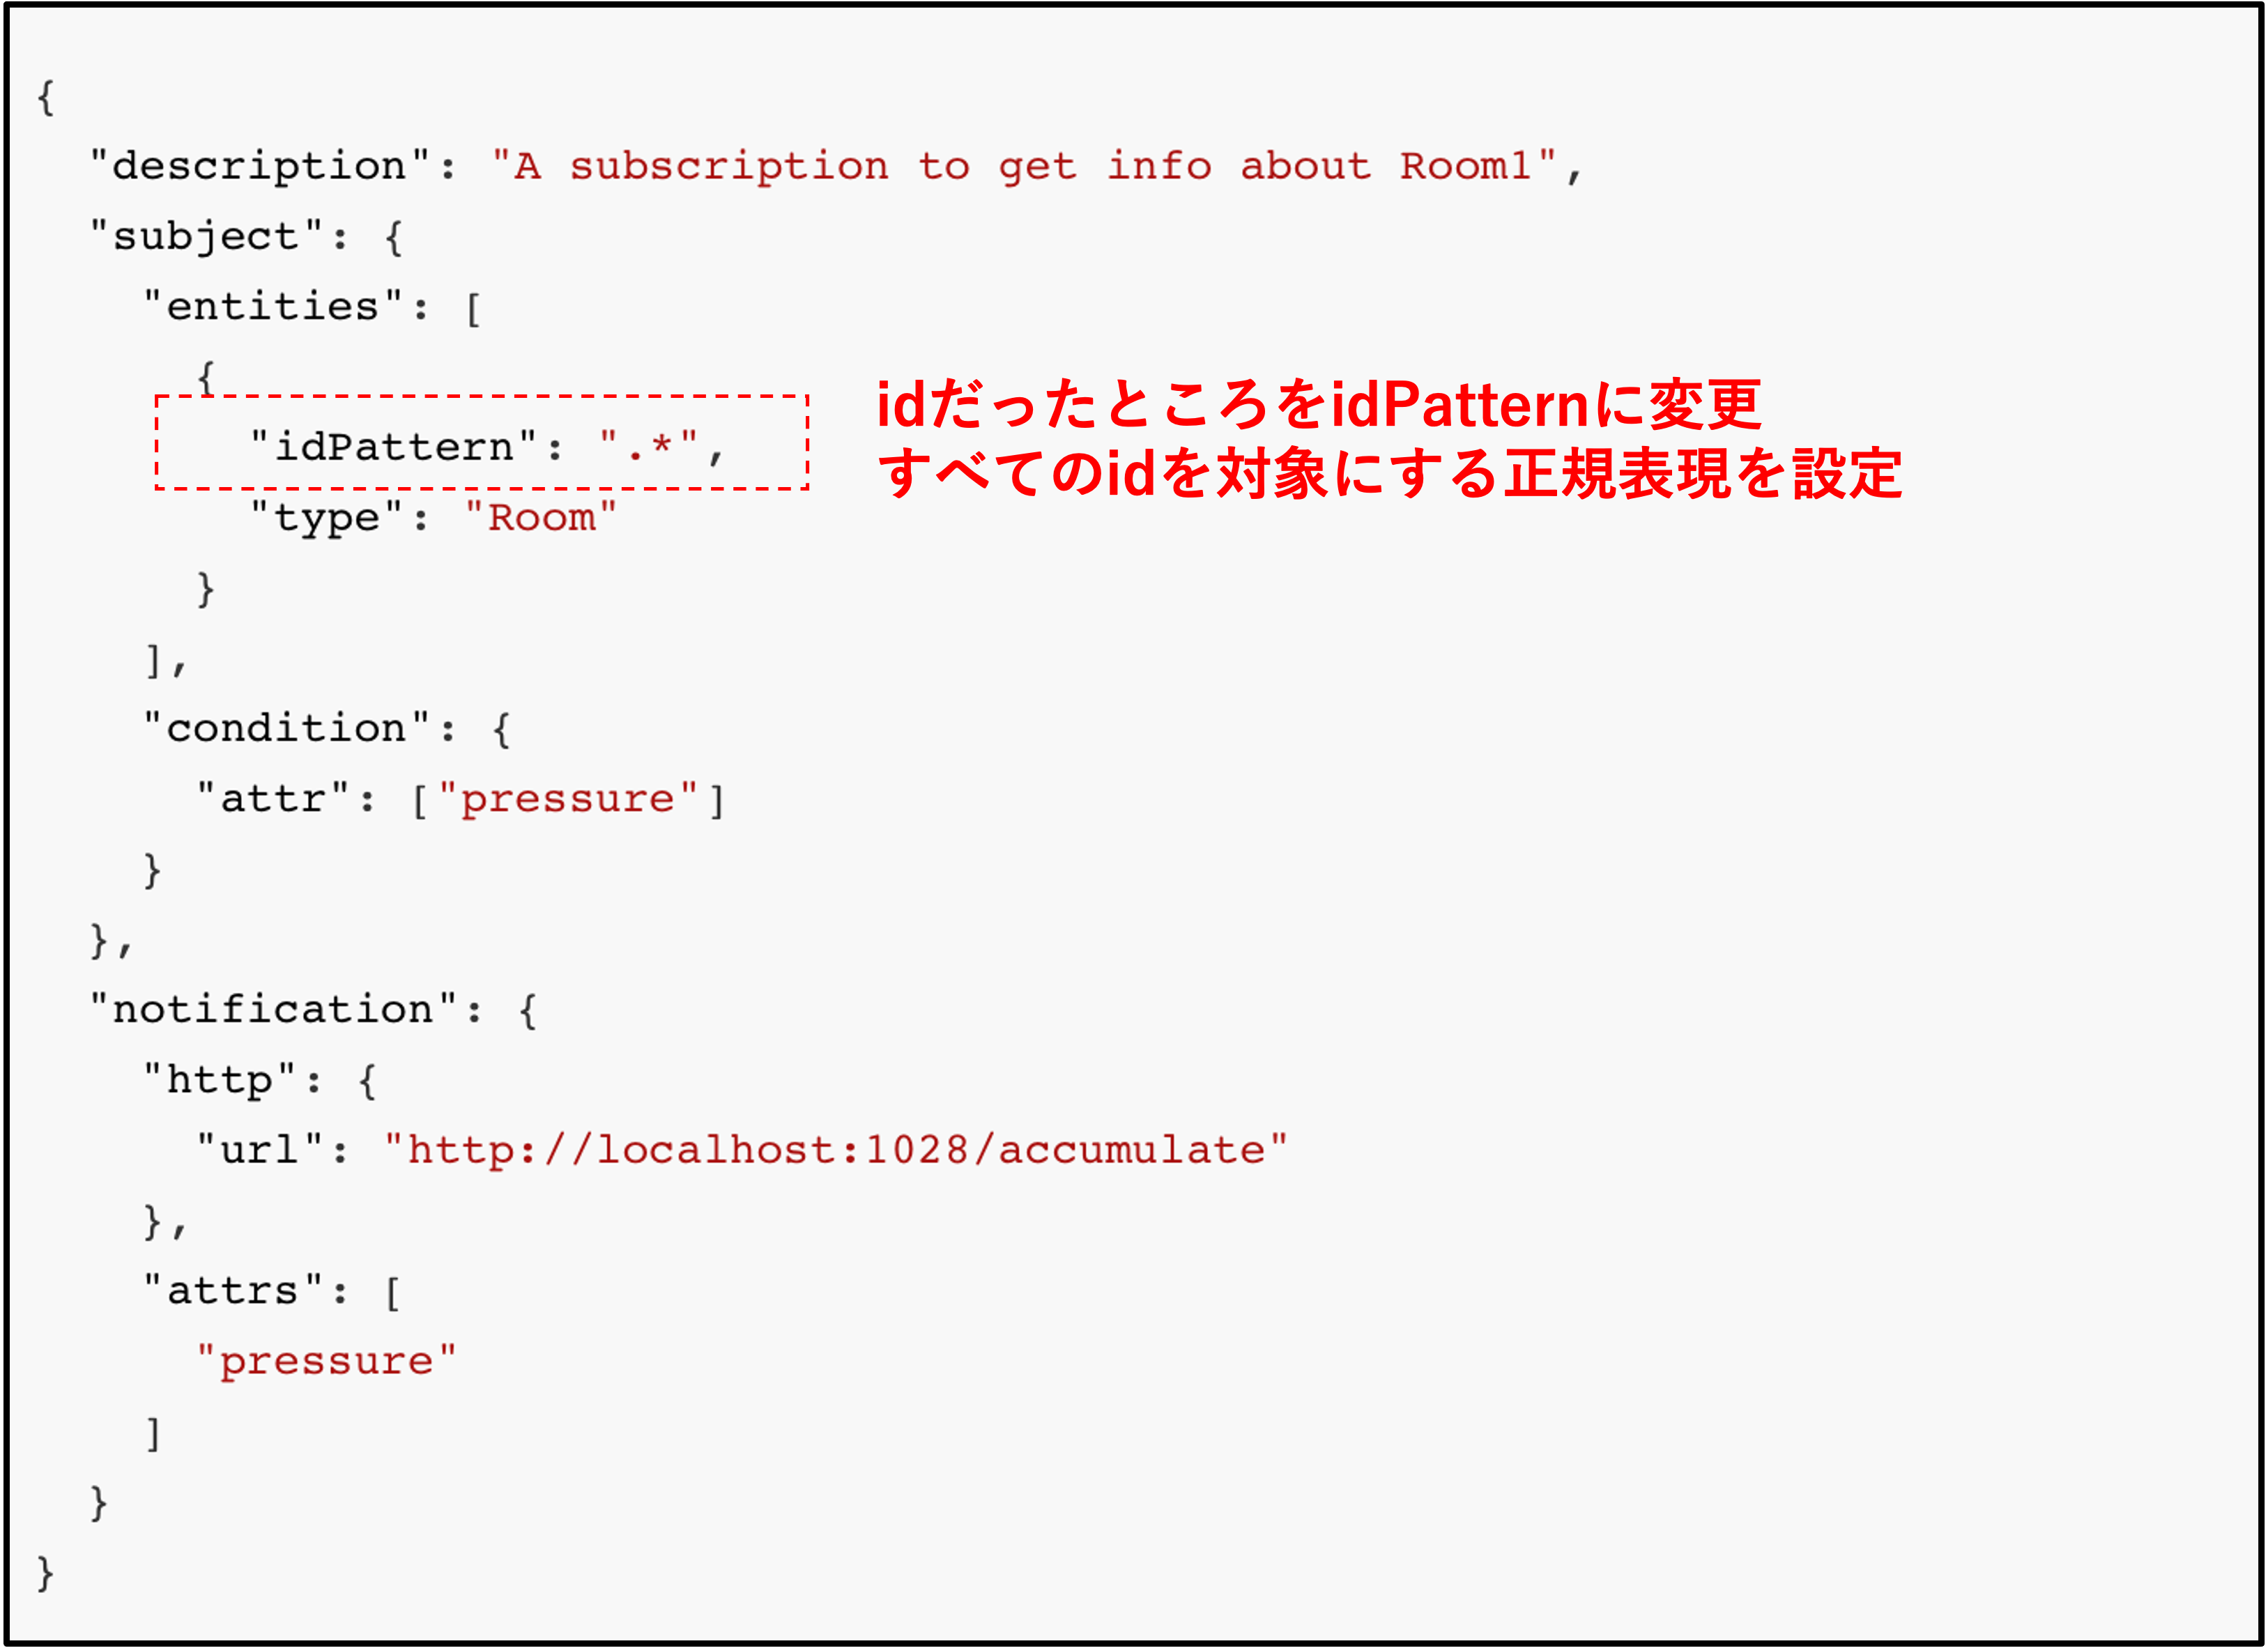 {
"description": "A subscription to get info about Room1",
"subject": {
"entities": [
{
"idPattern": ".*",
idだったところをidPatternに変更
すべてのidを対象にする正規表現を設定
"type": "Room"
}
],
"condition": {
"attr": ["pressure"]
}
},
"notification": {
"http": {
"url": "http://localhost:1028/accumulate"
},
"attrs": [
"pressure"
]
}
}